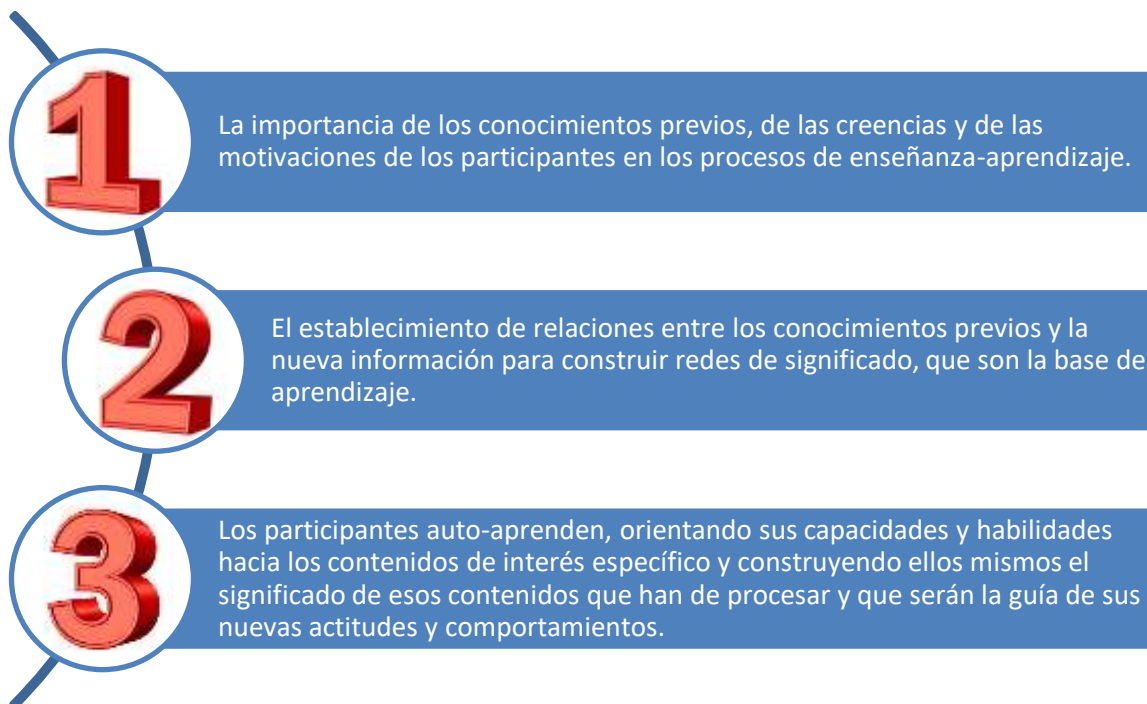 1
La importancia de los conocimientos previos, de las creencias y de las
motivaciones de los participantes en los procesos de enseñanza-aprendizaje.
2
El establecimiento de relaciones entre los conocimientos previos y la
nueva información para construir redes de significado, que son la base de
aprendizaje.
3
Los participantes auto-aprenden, orientando sus capacidades y habilidades
hacia los contenidos de interés específico y construyendo ellos mismos el
significado de esos contenidos que han de procesar y que serán la guía de sus
nuevas actitudes y comportamientos.